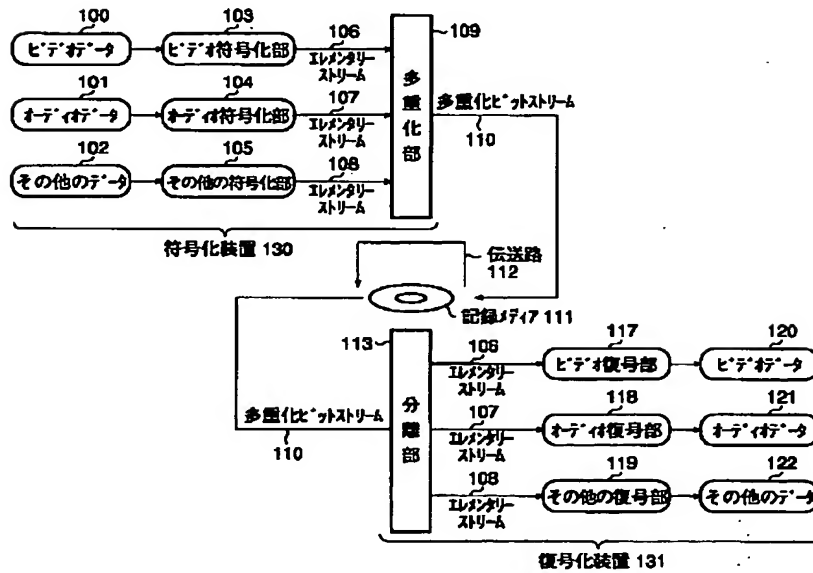 100
103
106
109
ビデオデータ
ビデオ符号化部
エレメンタリー
ストリーム
101
104
107
オーディオデータ
オーディオ符号化部
エレメンタリー
ストリーム
102
105
108
その他のデータ
その他の符号化部
エレメンタリー
ストリーム
多重化部
多重化ビットストリーム
110
符号化装置 130
伝送路
112
記録メディア 111
113
106
117
120
エレメンタリー
ストリーム
ビデオ復号部
ビデオデータ
107
118
121
多重化ビットストリーム
110
分離部
エレメンタリー
ストリーム
オーディオ復号部
オーディオデータ
108
119
122
エレメンタリー
ストリーム
その他の復号部
その他のデータ
復号化装置 131